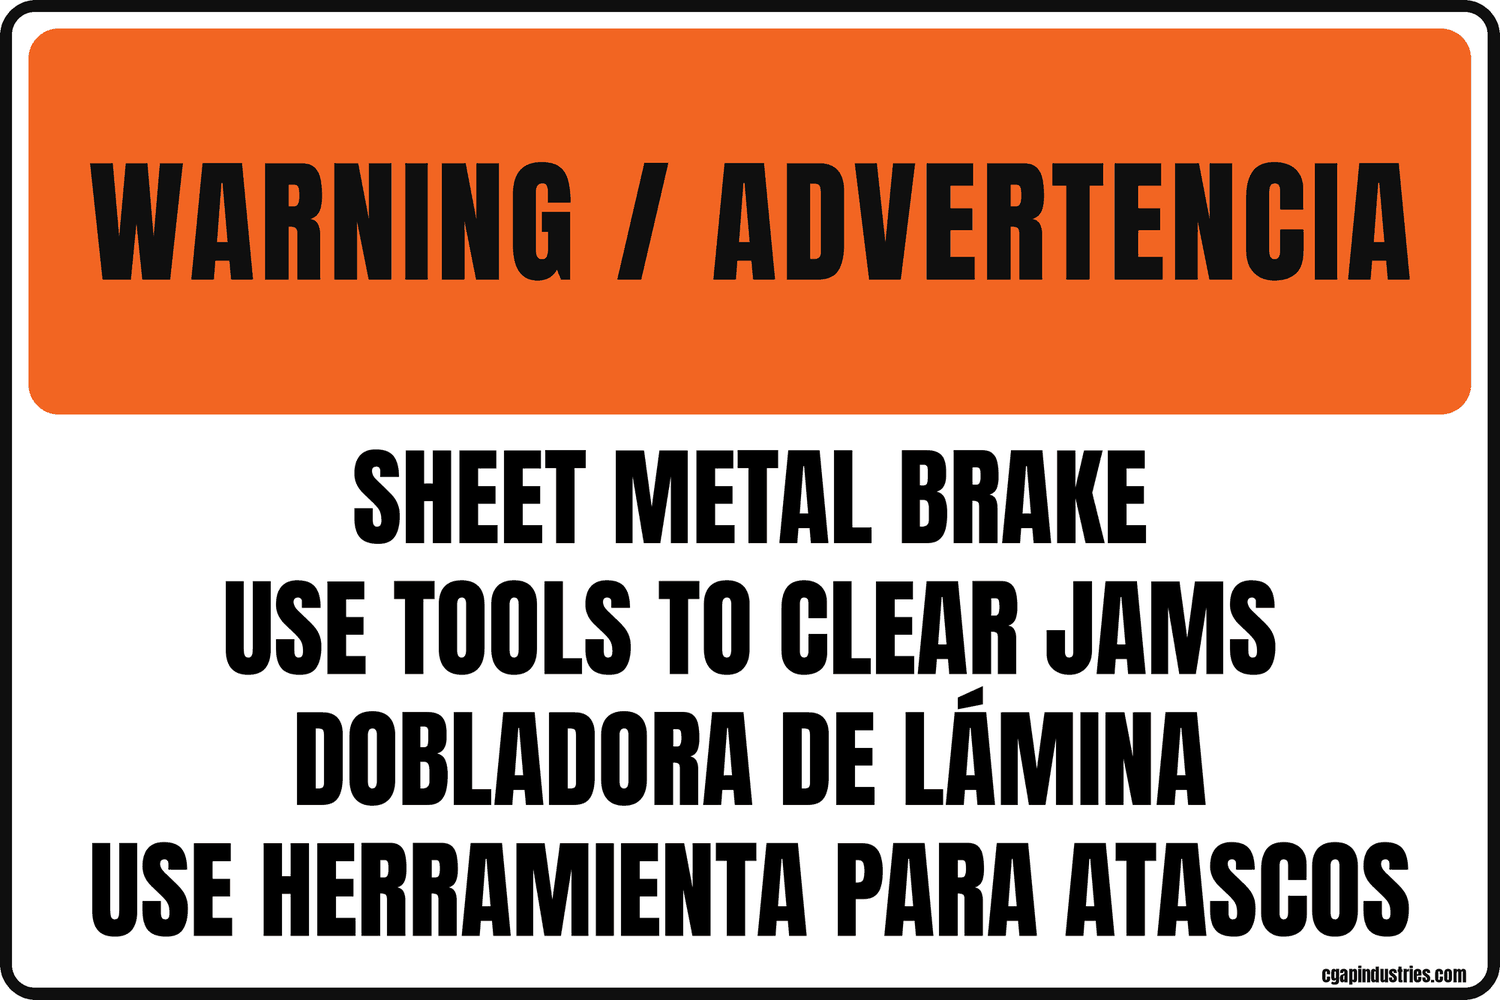 WARNING / ADVERTENCIA
SHEET METAL BRAKE
USE TOOLS TO CLEAR JAMS
DOBLADORA DE LÁMINA
USE HERRAMIENTA PARA ATASCOS
cgapindustries.com